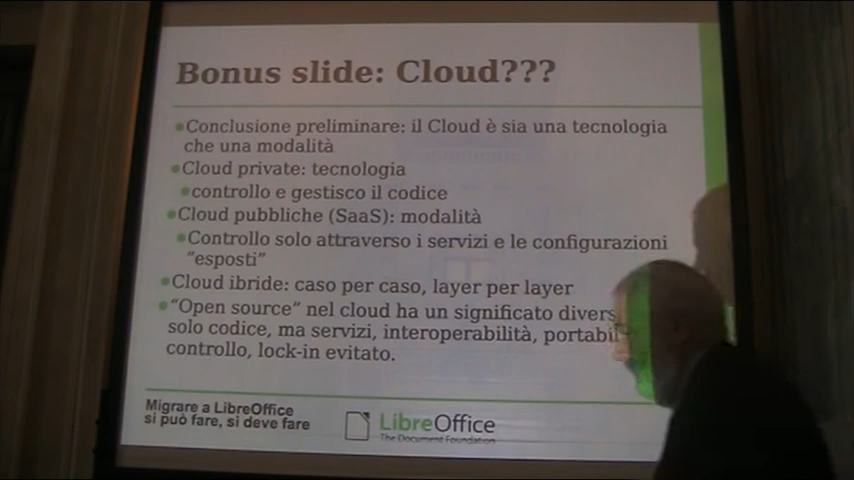 Bonus slide: Cloud???
Conclusione preliminare: il Cloud è sia una tecnologia
che una modalità
Cloud private: tecnologia
controllo e gestisco il codice
Cloud pubbliche (SaaS): modalità
Controllo solo attraverso i servizi e le configurazioni
"esposti"
Cloud ibride: caso per caso, layer per layer
"Open source" nel cloud ha un significato
solo codice, ma servizi, interoperabilità,
controllo, lock-in evitato.
Migrare a LibreOffice
si può fare, si deve fare
LibreOffice
The Document Foundation